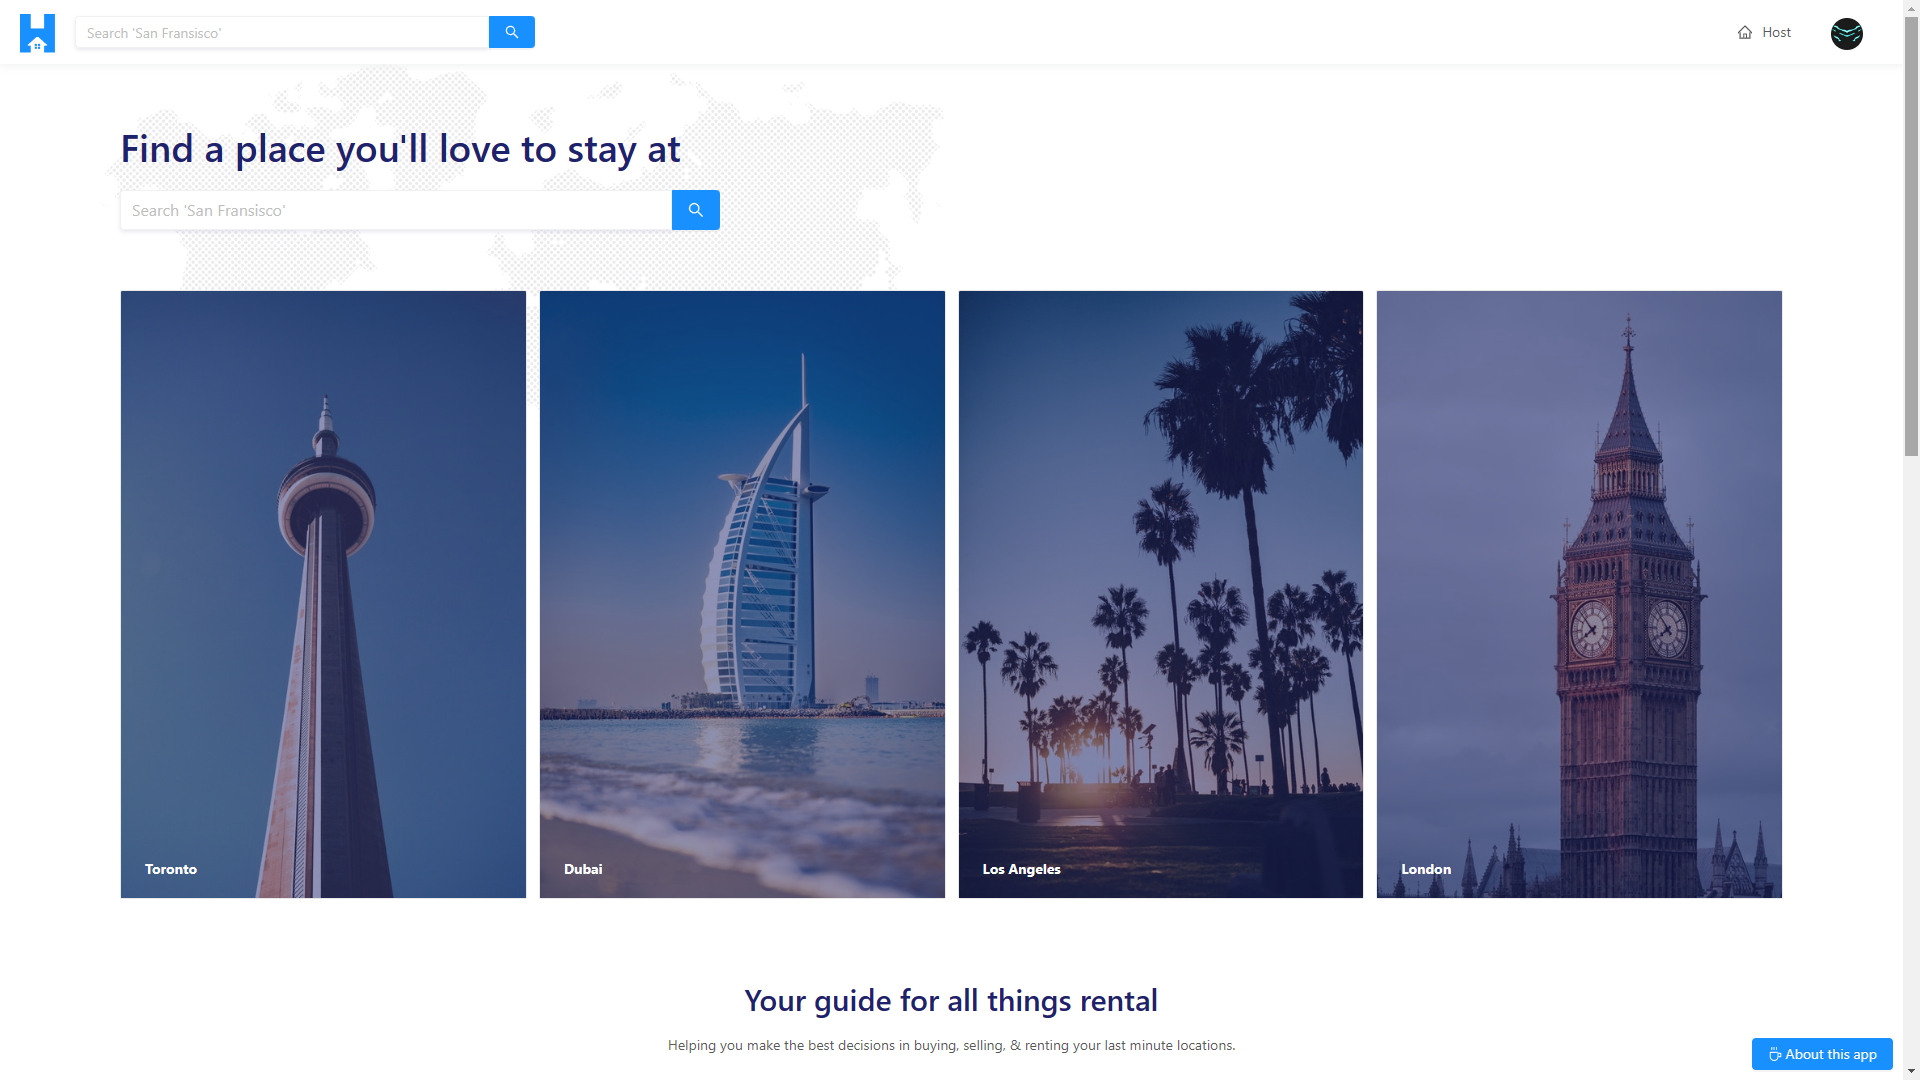 Search 'San Fransisco'
Host
Find a place you'll love to stay at
Search 'San Fransisco'
Toronto
Dubai
Los Angeles
London
Your guide for all things rental
Helping you make the best decisions in buying, selling, & renting your last minute locations.
About this app